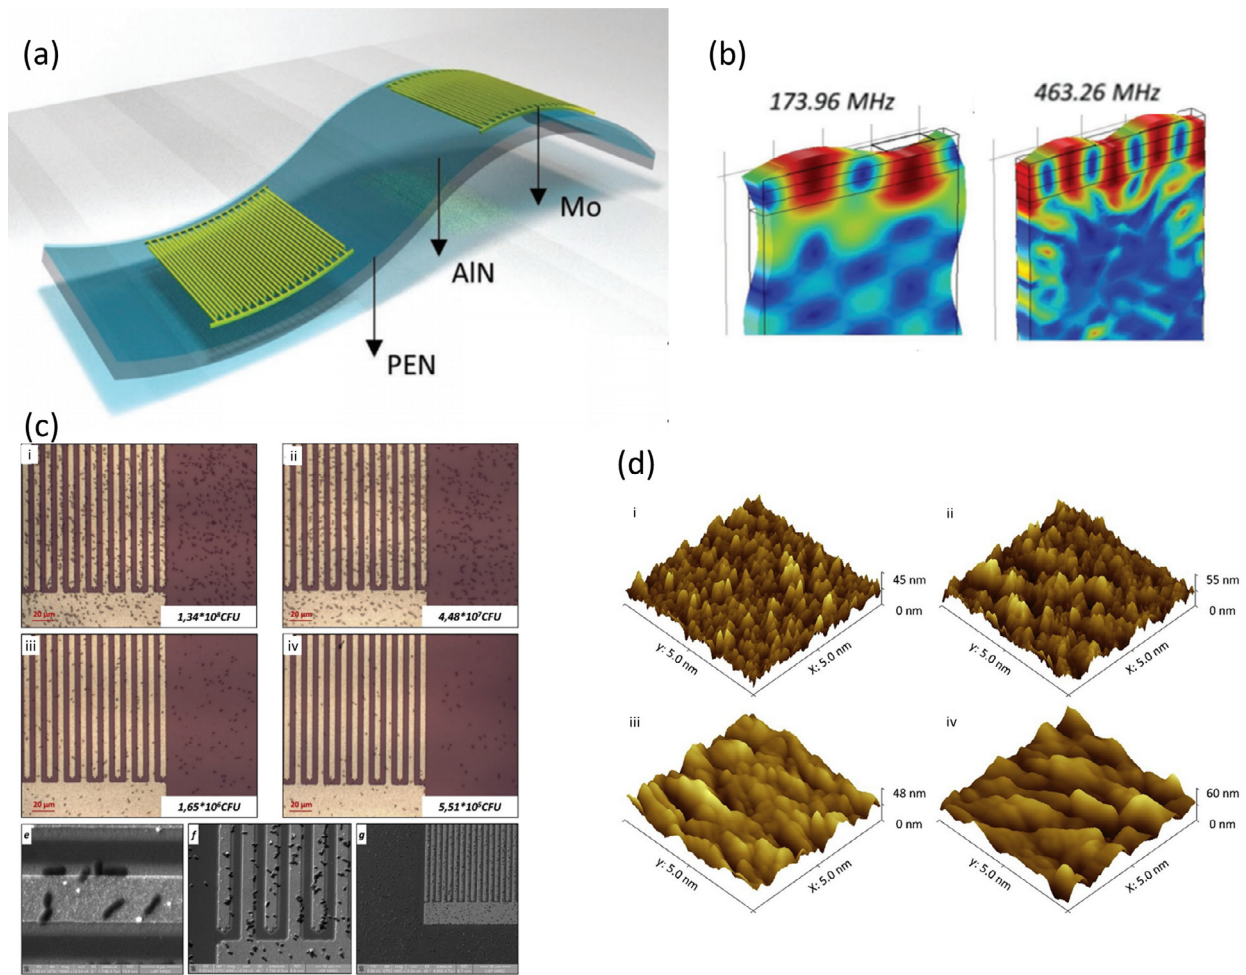 (a)
Mo
AlN
PEN
(b)
173.96 MHz
463.26 MHz
(c)
i
20 µm
1,34*10⁸CFU
ii
20 µm
4,48*10⁷CFU
iii
20 µm
1,65*10⁶CFU
iv
20 µm
5,51*10⁶CFU
e
f
g
(d)
i
45 nm
0 nm
y: 5.0 nm
X: 5.0 nm
ii
55 nm
0 nm
y: 5.0 nm
X: 5.0 nm
iii
48 nm
0 nm
y: 5.0 nm
X: 5.0 nm
iv
60 nm
0 nm
y: 5.0 nm
X: 5.0 nm